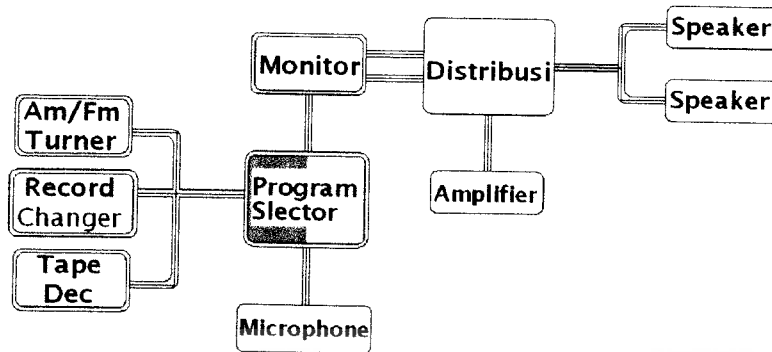 Speaker
Monitor
Distribusi
Speaker
Am/Fm
Turner
Record
Changer
Program
Slector
Amplifier
Tape
Dec
Microphone